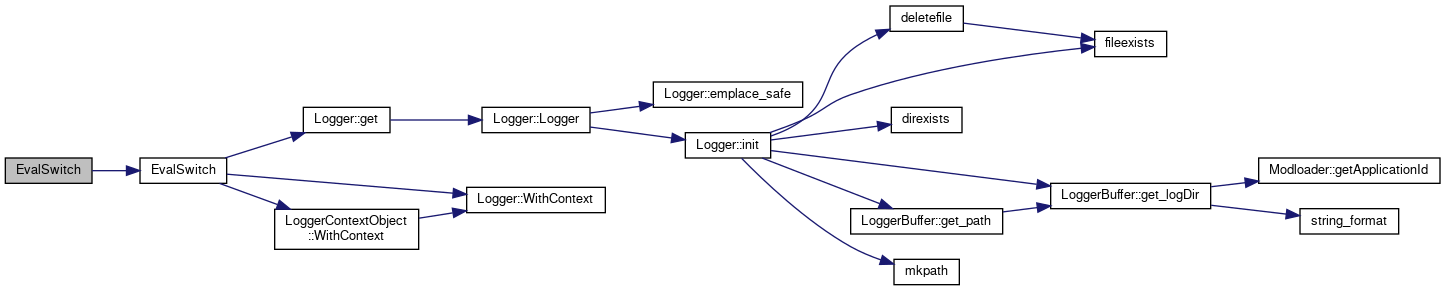 EvalSwitch
EvalSwitch
Logger::get
LoggerContextObject
::WithContext
Logger::Logger
Logger::WithContext
Logger::emplace_safe
Logger::init
deletefile
fileexists
direxists
LoggerBuffer::get_path
LoggerBuffer::get_logDir
Modloader::getApplicationId
string_format
mkpath